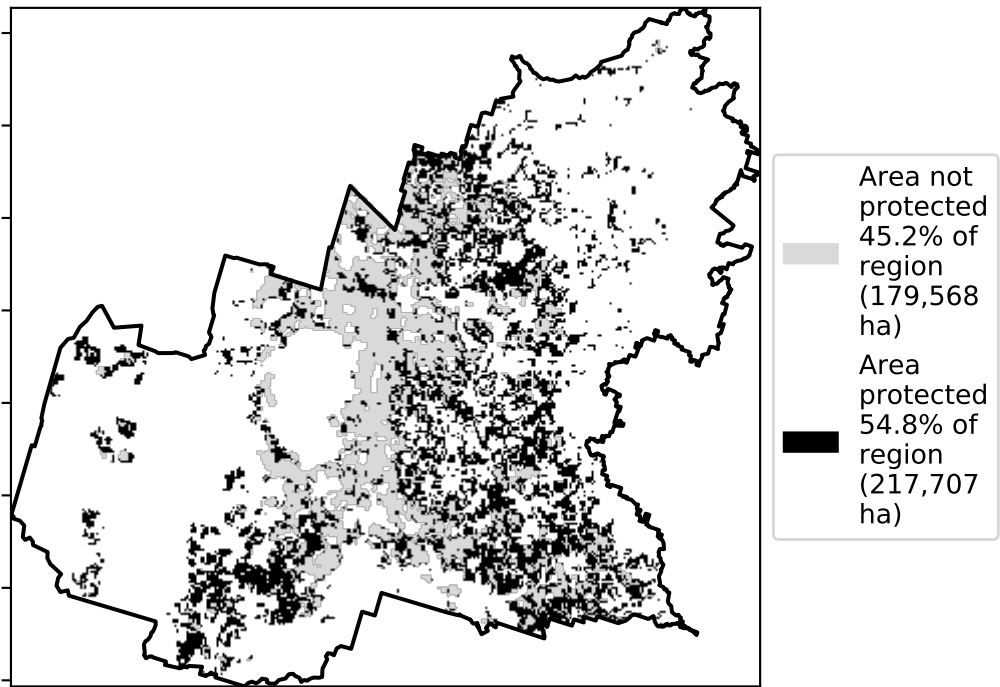 Area not
protected
45.2% of
region
(179,568
ha)
Area
protected
54.8% of
region
(217,707
ha)